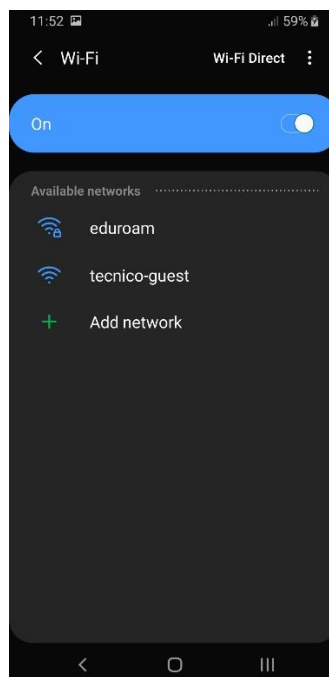 11:52 59%
Wi-Fi Wi-Fi Direct
On
Available networks
eduroam
tecnico-guest
Add network